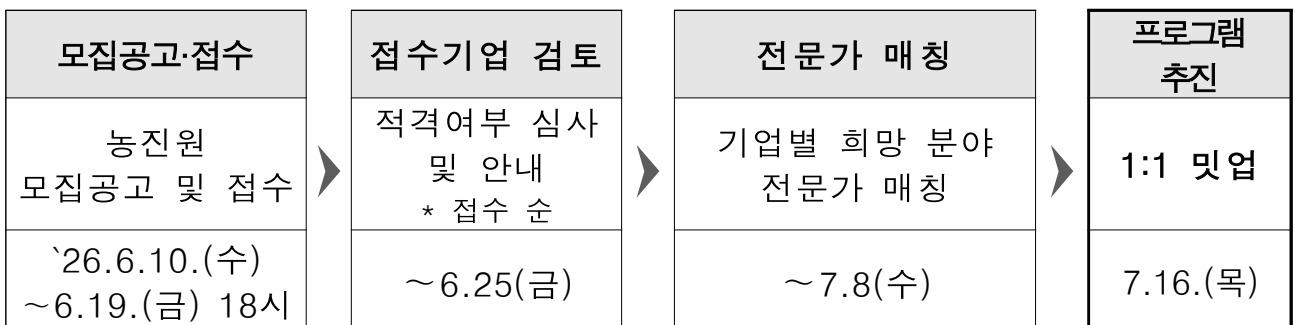 모집공고·접수
농진원
모집공고 및 접수
`26.6.10.(수)
~6.19.(금) 18시
접수기업 검토
적격여부 심사
및 안내
* 접수 순
~6.25(금)
전문가 매칭
기업별 희망 분야
전문가 매칭
~7.8(수)
프로그램
추진
1:1 밋업
7.16.(목)